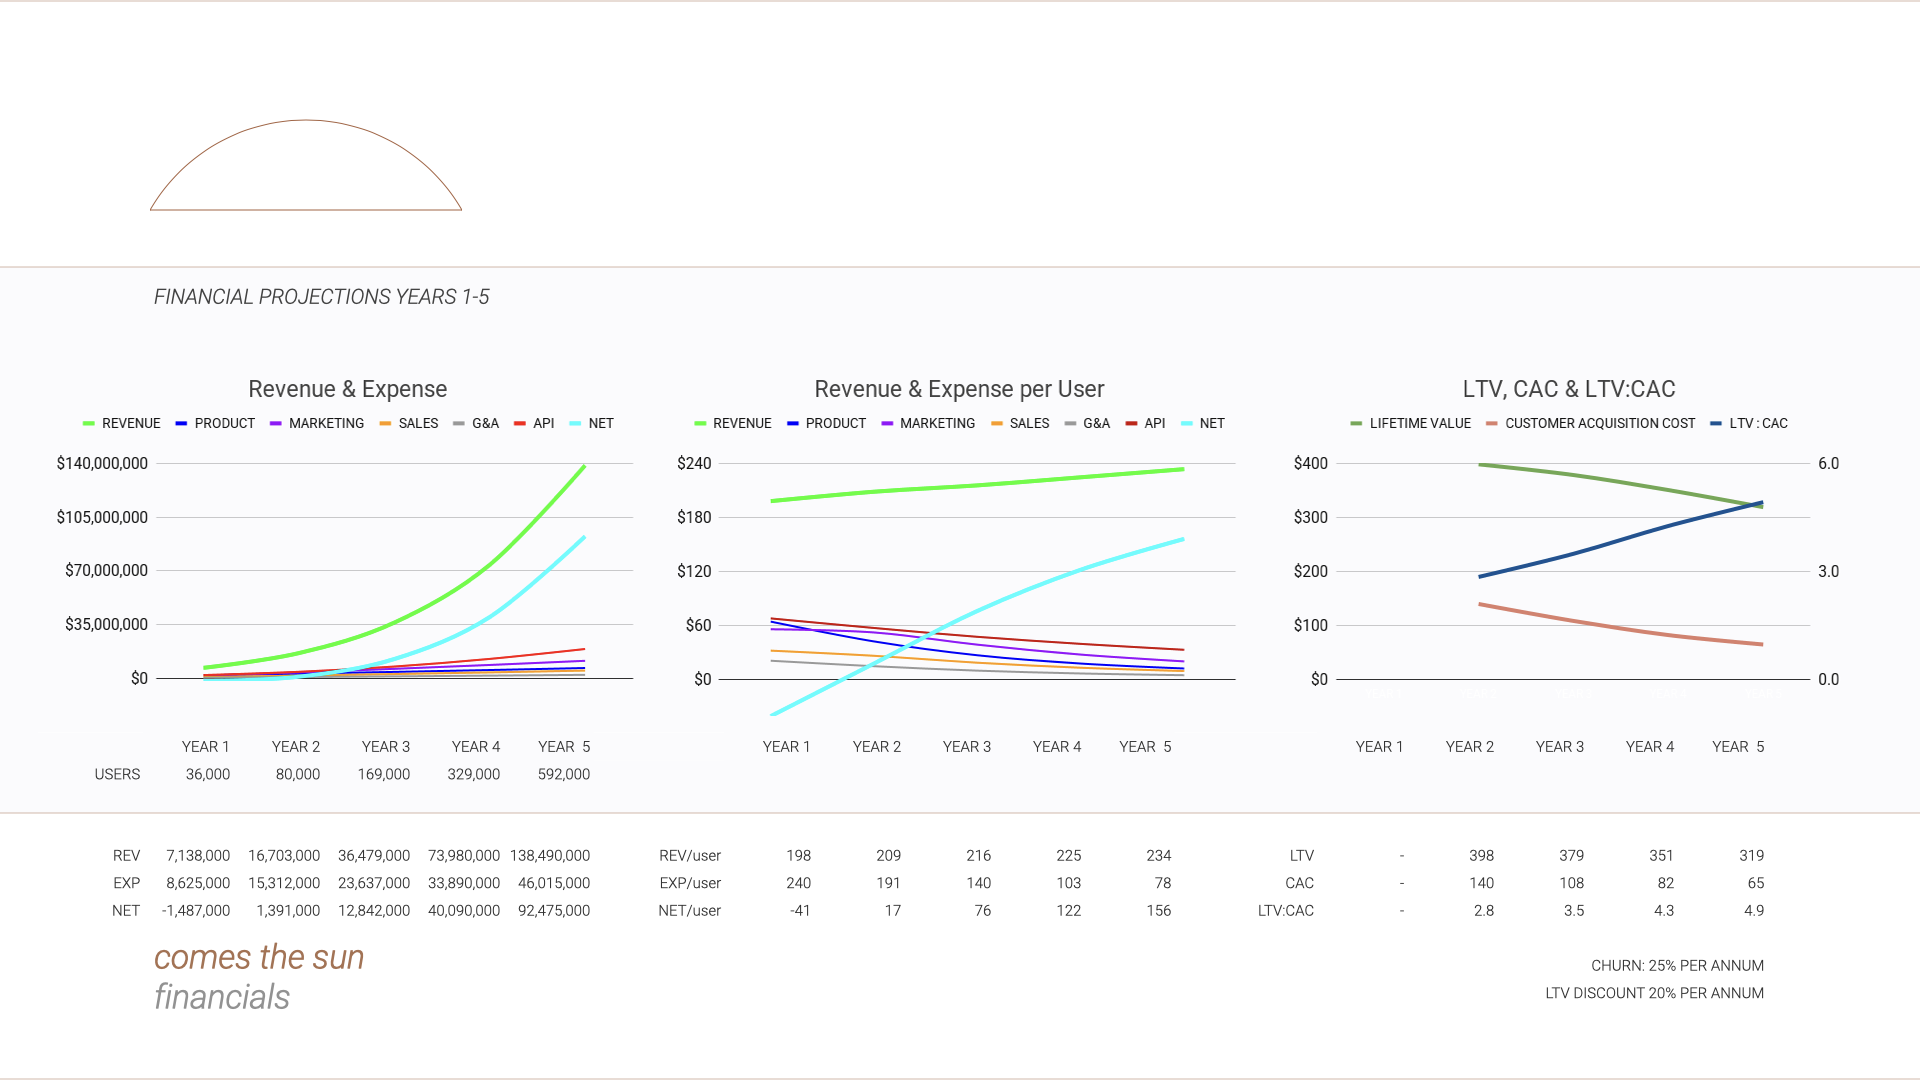 FINANCIAL PROJECTIONS YEARS 1-5
Revenue & Expense
REVENUE PRODUCT MARKETING SALES G&A API NET
$140,000,000
$105,000,000
$70,000,000
$35,000,000
$0
YEAR 1 YEAR 2 YEAR 3 YEAR 4 YEAR 5
USERS 36,000 80,000 169,000 329,000 592,000
Revenue & Expense per User
REVENUE PRODUCT MARKETING SALES G&A API NET
$240
$180
$120
$60
$0
YEAR 1 YEAR 2 YEAR 3 YEAR 4 YEAR 5
LTV, CAC & LTV:CAC
LIFETIME VALUE CUSTOMER ACQUISITION COST LTV : CAC
$400 6.0
$300
$200 3.0
$100
$0 0.0
YEAR 1 YEAR 2 YEAR 3 YEAR 4 YEAR 5
REV 7,138,000 16,703,000 36,479,000 73,980,000 138,490,000
EXP 8,625,000 15,312,000 23,637,000 33,890,000 46,015,000
NET -1,487,000 1,391,000 12,842,000 40,090,000 92,475,000
REV/user 198 209 216 225 234
EXP/user 240 191 140 103 78
NET/user -41 17 76 122 156
LTV - 398 379 351 319
CAC - 140 108 82 65
LTV:CAC - 2.8 3.5 4.3 4.9
comes the sun
financials
CHURN: 25% PER ANNUM
LTV DISCOUNT 20% PER ANNUM